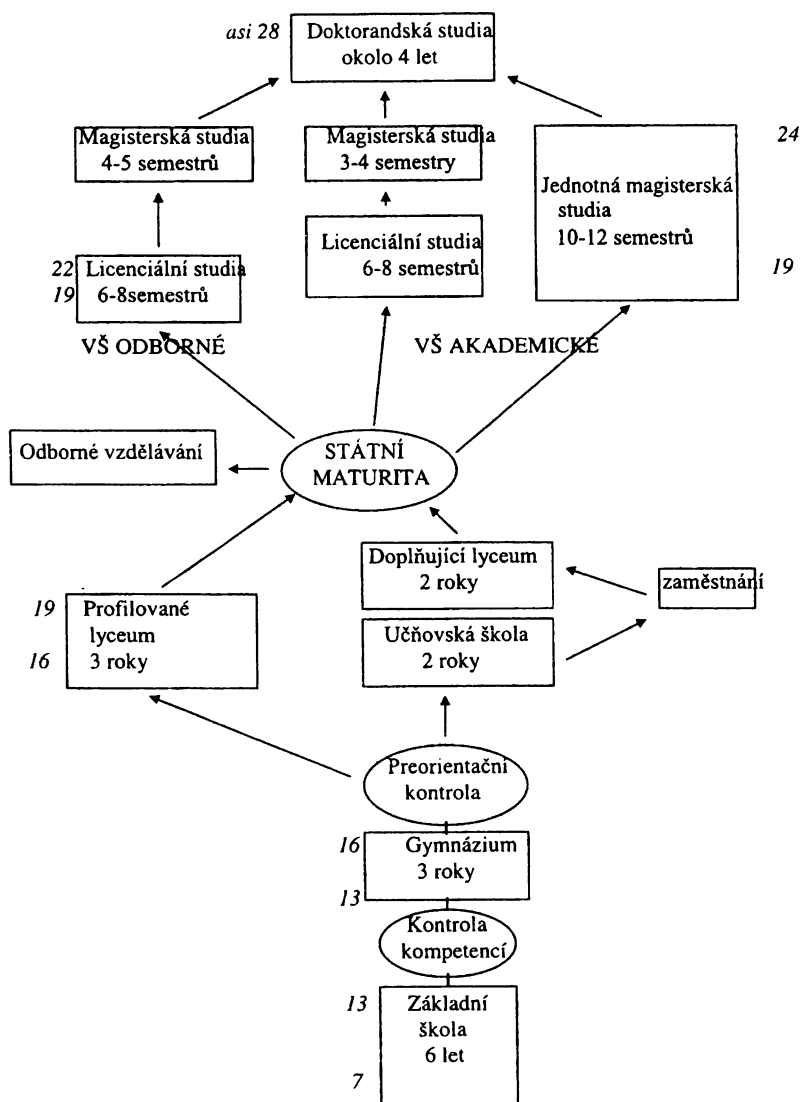 asi 28 Doktorandská studia
okolo 4 let
Magisterská studia
4-5 semestrů
Magisterská studia
3-4 semestry
24
Jednotná magisterská
studia
10-12 semestrů
19
22 Licenciální studia
19 6-8semestrů
Licenciální studia
6-8 semestrů
VŠ ODBORNÉ
VŠ AKADEMICKÉ
Odborné vzdělávání
STÁTNÍ
MATURITA
Doplňující lyceum
2 roky
zaměstnání
19 Profilované
lyceum
16 3 roky
Učňovská škola
2 roky
Preorientační
kontrola
16 Gymnázium
3 roky
13
Kontrola
kompetencí
13 Základní
škola
6 let
7